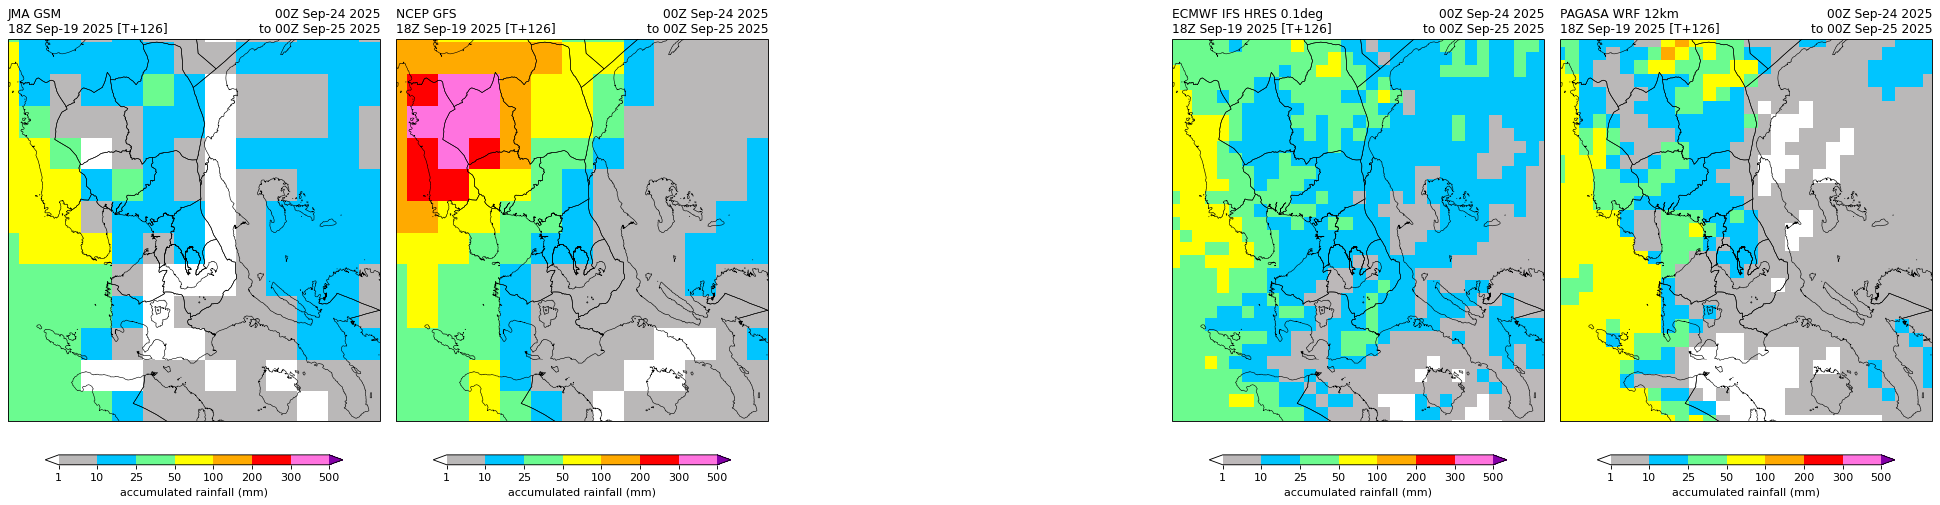 JMA GSM 00Z Sep-24 2025
18Z Sep-19 2025 [T+126] to 00Z Sep-25 2025
NCEP GFS 00Z Sep-24 2025
18Z Sep-19 2025 [T+126] to 00Z Sep-25 2025
ECMWF IFS HRES 0.1deg 00Z Sep-24 2025
18Z Sep-19 2025 [T+126] to 00Z Sep-25 2025
PAGASA WRF 12km 00Z Sep-24 2025
18Z Sep-19 2025 [T+126] to 00Z Sep-25 2025
1 10 25 50 100 200 300 500
accumulated rainfall (mm)
1 10 25 50 100 200 300 500
accumulated rainfall (mm)
1 10 25 50 100 200 300 500
accumulated rainfall (mm)
1 10 25 50 100 200 300 500
accumulated rainfall (mm)